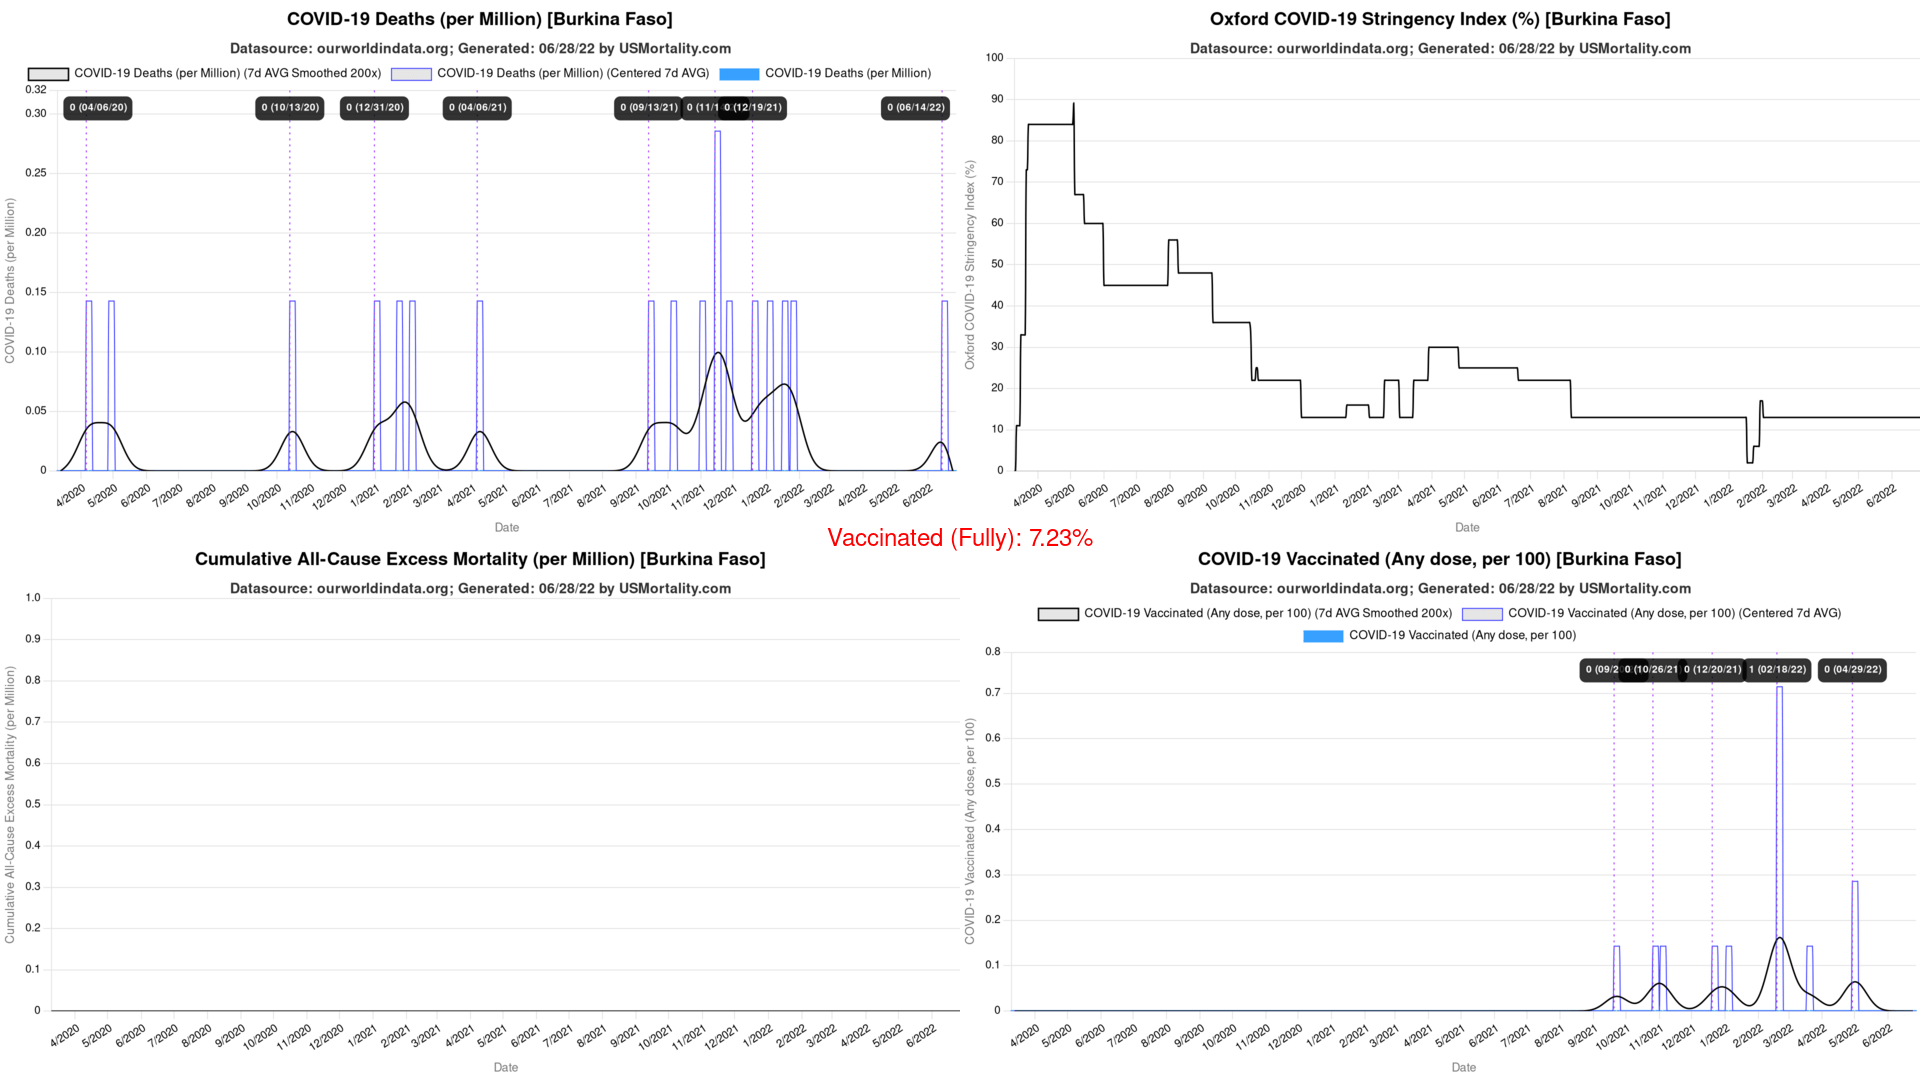 COVID-19 Deaths (per Million) [Burkina Faso]
Datasource: ourworldindata.org; Generated: 06/28/22 by USMortality.com
COVID-19 Deaths (per Million) (7d AVG Smoothed 200x) COVID-19 Deaths (per Million) (Centered 7d AVG) COVID-19 Deaths (per Million)
0.32
0 (04/06/20) 0 (10/13/20) 0 (12/31/20) 0 (04/06/21) 0 (09/13/21) 0 (11/1 0 (12/19/21) 0 (06/14/22)
0.30
0.25
0.20
0.15
0.10
0.05
0
COVID-19 Deaths (per Million)
4/2020 5/2020 6/2020 7/2020 8/2020 9/2020 10/2020 11/2020 12/2020 1/2021 2/2021 3/2021 4/2021 5/2021 6/2021 7/2021 8/2021 9/2021 10/2021 11/2021 12/2021 1/2022 2/2022 3/2022 4/2022 5/2022 6/2022
Date
Oxford COVID-19 Stringency Index (%) [Burkina Faso]
Datasource: ourworldindata.org; Generated: 06/28/22 by USMortality.com
100
90
80
70
60
50
40
30
20
10
0
Oxford COVID-19 Stringency Index (%)
4/2020 5/2020 6/2020 7/2020 8/2020 9/2020 10/2020 11/2020 12/2020 1/2021 2/2021 3/2021 4/2021 5/2021 6/2021 7/2021 8/2021 9/2021 10/2021 11/2021 12/2021 1/2022 2/2022 3/2022 4/2022 5/2022 6/2022
Date
Vaccinated (Fully): 7.23%
Cumulative All-Cause Excess Mortality (per Million) [Burkina Faso]
Datasource: ourworldindata.org; Generated: 06/28/22 by USMortality.com
1.0
0.9
0.8
0.7
0.6
0.5
0.4
0.3
0.2
0.1
0
Cumulative All-Cause Excess Mortality (per Million)
4/2020 5/2020 6/2020 7/2020 8/2020 9/2020 10/2020 11/2020 12/2020 1/2021 2/2021 3/2021 4/2021 5/2021 6/2021 7/2021 8/2021 9/2021 10/2021 11/2021 12/2021 1/2022 2/2022 3/2022 4/2022 5/2022 6/2022
Date
COVID-19 Vaccinated (Any dose, per 100) [Burkina Faso]
Datasource: ourworldindata.org; Generated: 06/28/22 by USMortality.com
COVID-19 Vaccinated (Any dose, per 100) (7d AVG Smoothed 200x) COVID-19 Vaccinated (Any dose, per 100) (Centered 7d AVG)
COVID-19 Vaccinated (Any dose, per 100)
0.8
0 (09/2 0 (10/26/21 0 (12/20/21) 1 (02/18/22) 0 (04/29/22)
0.7
0.6
0.5
0.4
0.3
0.2
0.1
0
COVID-19 Vaccinated (Any dose, per 100)
4/2020 5/2020 6/2020 7/2020 8/2020 9/2020 10/2020 11/2020 12/2020 1/2021 2/2021 3/2021 4/2021 5/2021 6/2021 7/2021 8/2021 9/2021 10/2021 11/2021 12/2021 1/2022 2/2022 3/2022 4/2022 5/2022 6/2022
Date